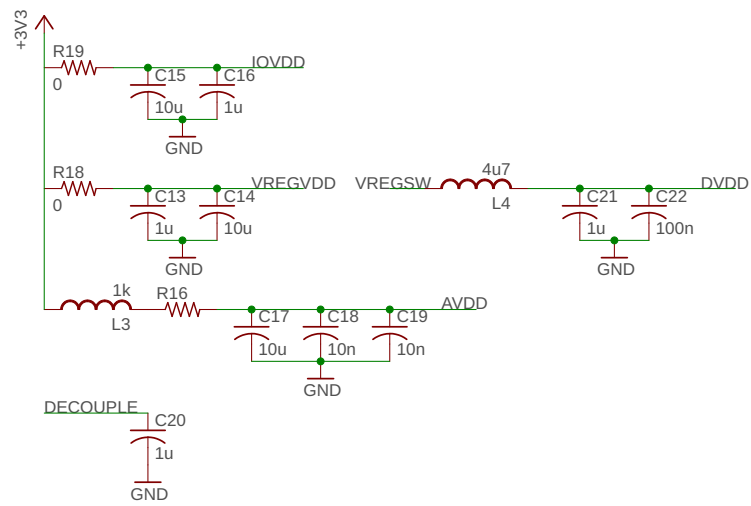 +3V3
R19
0
IOVDD
C15
10u
C16
1u
GND
R18
0
VREGVDD
C13
1u
C14
10u
GND
VREGSW
4u7
L4
DVDD
C21
1u
C22
100n
GND
1k
L3
R16
AVDD
C17
10u
C18
10n
C19
10n
GND
DECOUPLE
C20
1u
GND